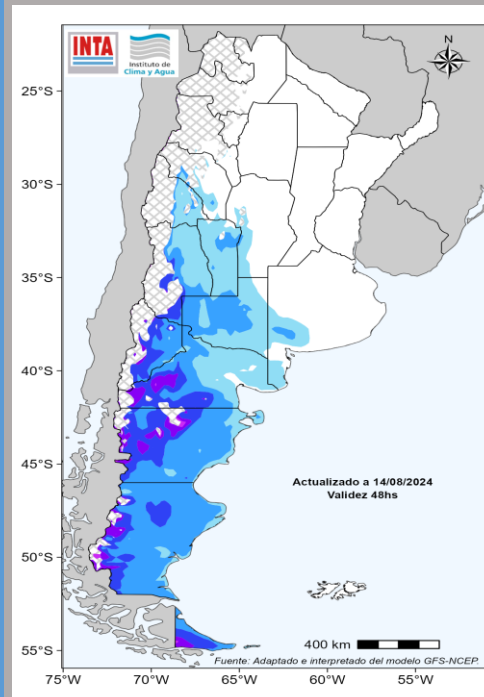 INTA
Instituto de
Clima y Agua
N
25°S
30°S
35°S
40°S
45°S
50°S
55°S
Actualizado a 14/08/2024
Validez 48hs
400 km
Fuente: Adaptado e interpretado del modelo GFS-NCEP.
75°W
70°W
65°W
60°W
55°W